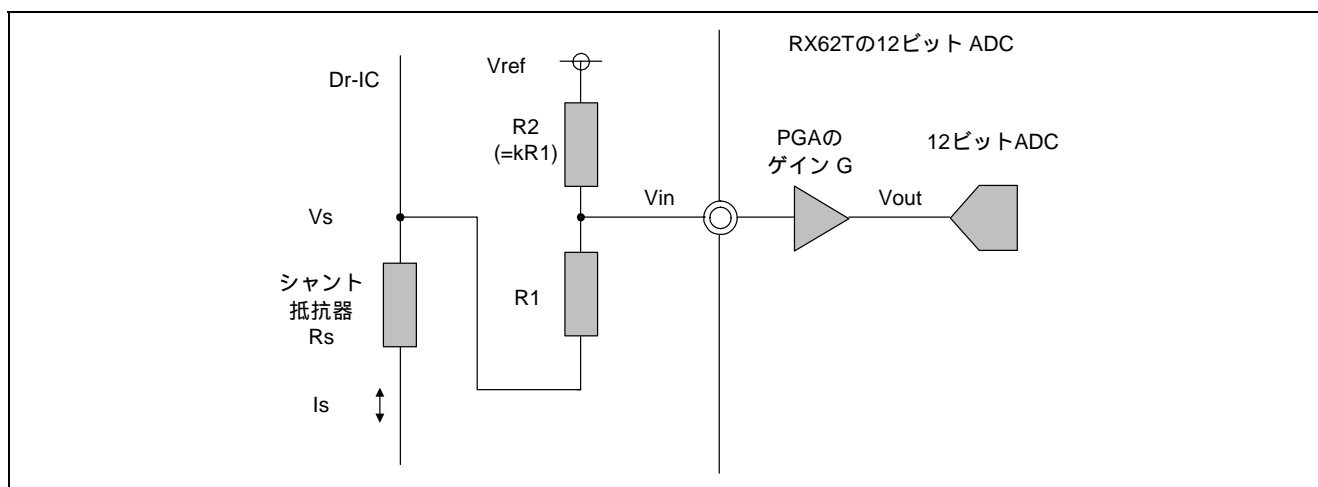 RX62Tの12ビット ADC
Dr-IC
Vref
R2
(=kR1)
PGAの
ゲイン G
12ビットADC
Vs
Vin
Vout
シャント
抵抗器
Rs
R1
Is